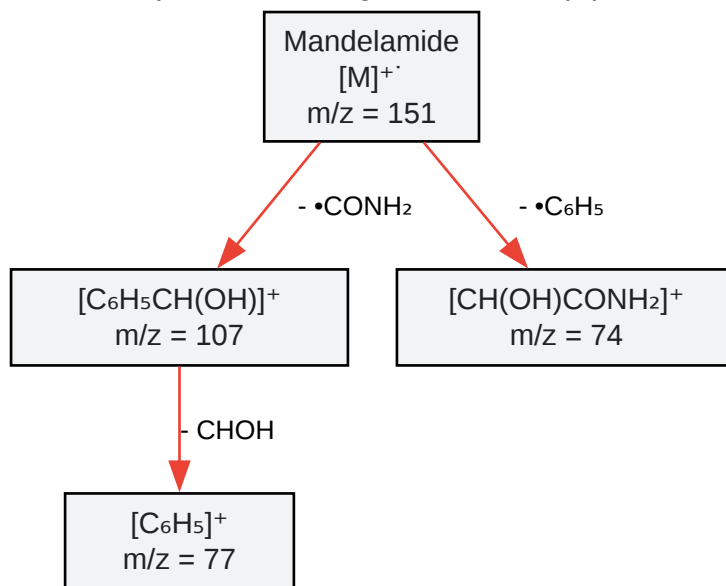 Mandelamide
[M]⁺˙
m/z = 151
- •CONH₂
- •C₆H₅
[C₆H₅CH(OH)]⁺
m/z = 107
[CH(OH)CONH₂]⁺
m/z = 74
- CHOH
[C₆H₅]⁺
m/z = 77